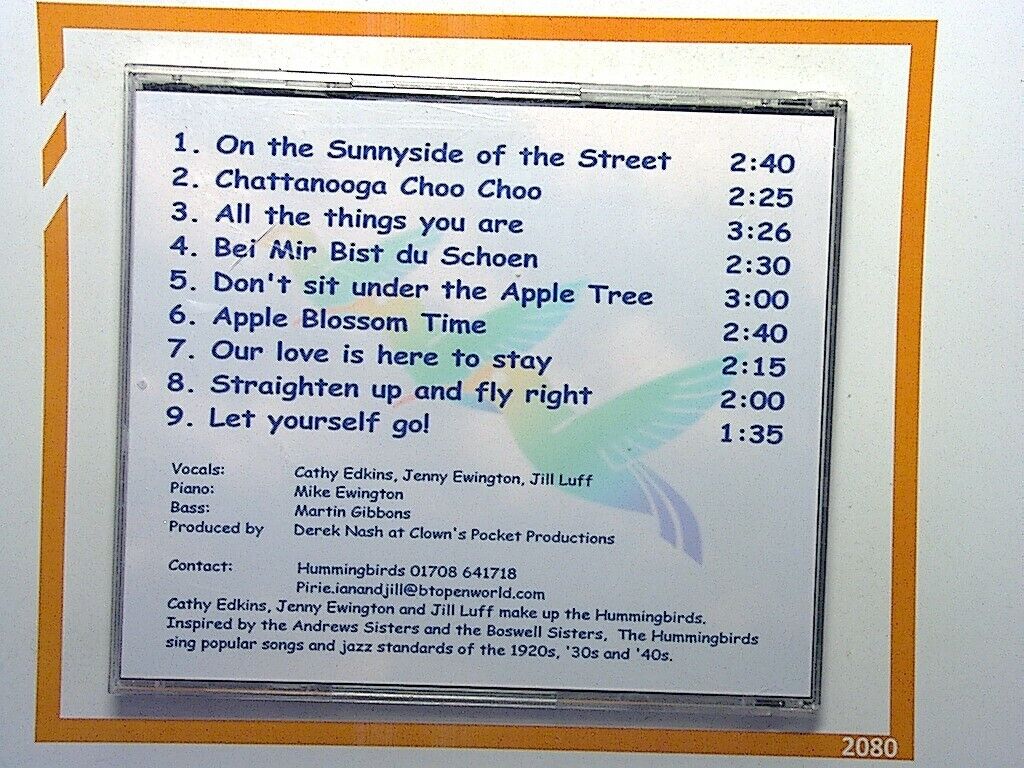 1. On the Sunnyside of the Street 2:40
2. Chattanooga Choo Choo 2:25
3. All the things you are 3:26
4. Bei Mir Bist du Schoen 2:30
5. Don't sit under the Apple Tree 3:00
6. Apple Blossom Time 2:40
7. Our love is here to stay 2:15
8. Straighten up and fly right 2:00
9. Let yourself go! 1:35
Vocals: Cathy Edkins, Jenny Ewington, Jill Luff
Piano: Mike Ewington
Bass: Martin Gibbons
Produced by Derek Nash at Clown's Pocket Productions
Contact: Hummingbirds 01708 641718
Pirie.ianandjill@btopenworld.com
Cathy Edkins, Jenny Ewington and Jill Luff make up the Hummingbirds.
Inspired by the Andrews Sisters and the Boswell Sisters, The Hummingbirds
sing popular songs and jazz standards of the 1920s, '30s and '40s.
2080